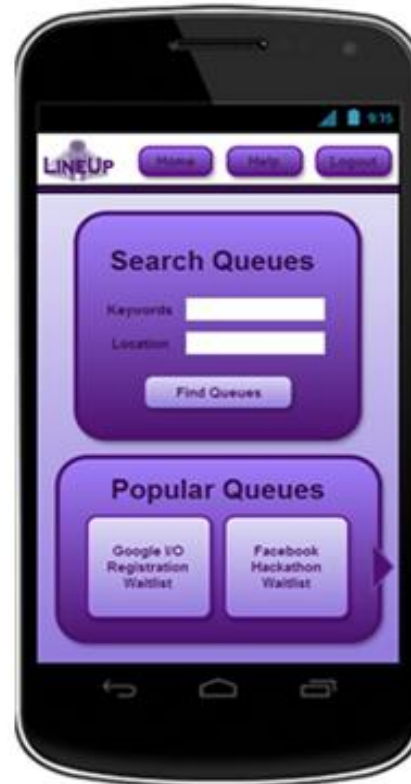 9:15
LINEUP Home Help Logout
Search Queues
Keywords
Location
Find Queues
Popular Queues
Google I/O
Registration
Waitlist
Facebook
Hackathon
Waitlist